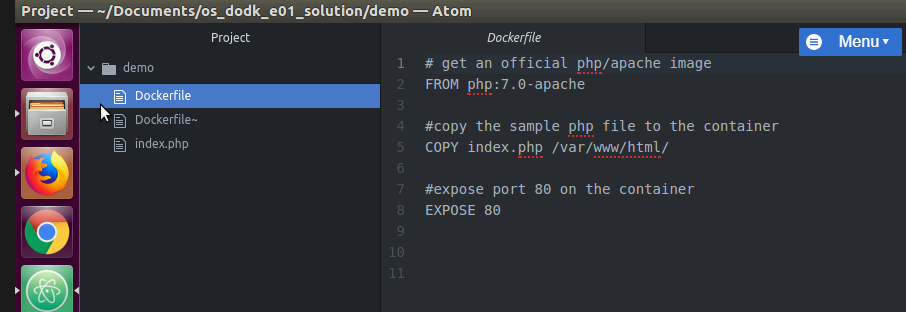 Project — ~/Documents/os_dodk_e01_solution/demo — Atom
Project
demo
Dockerfile
Dockerfile~
index.php
Dockerfile
Menu
1 # get an official php/apache image
2 FROM php:7.0-apache
3
4 #copy the sample php file to the container
5 COPY index.php /var/www/html/
6
7 #expose port 80 on the container
8 EXPOSE 80
9
10
11